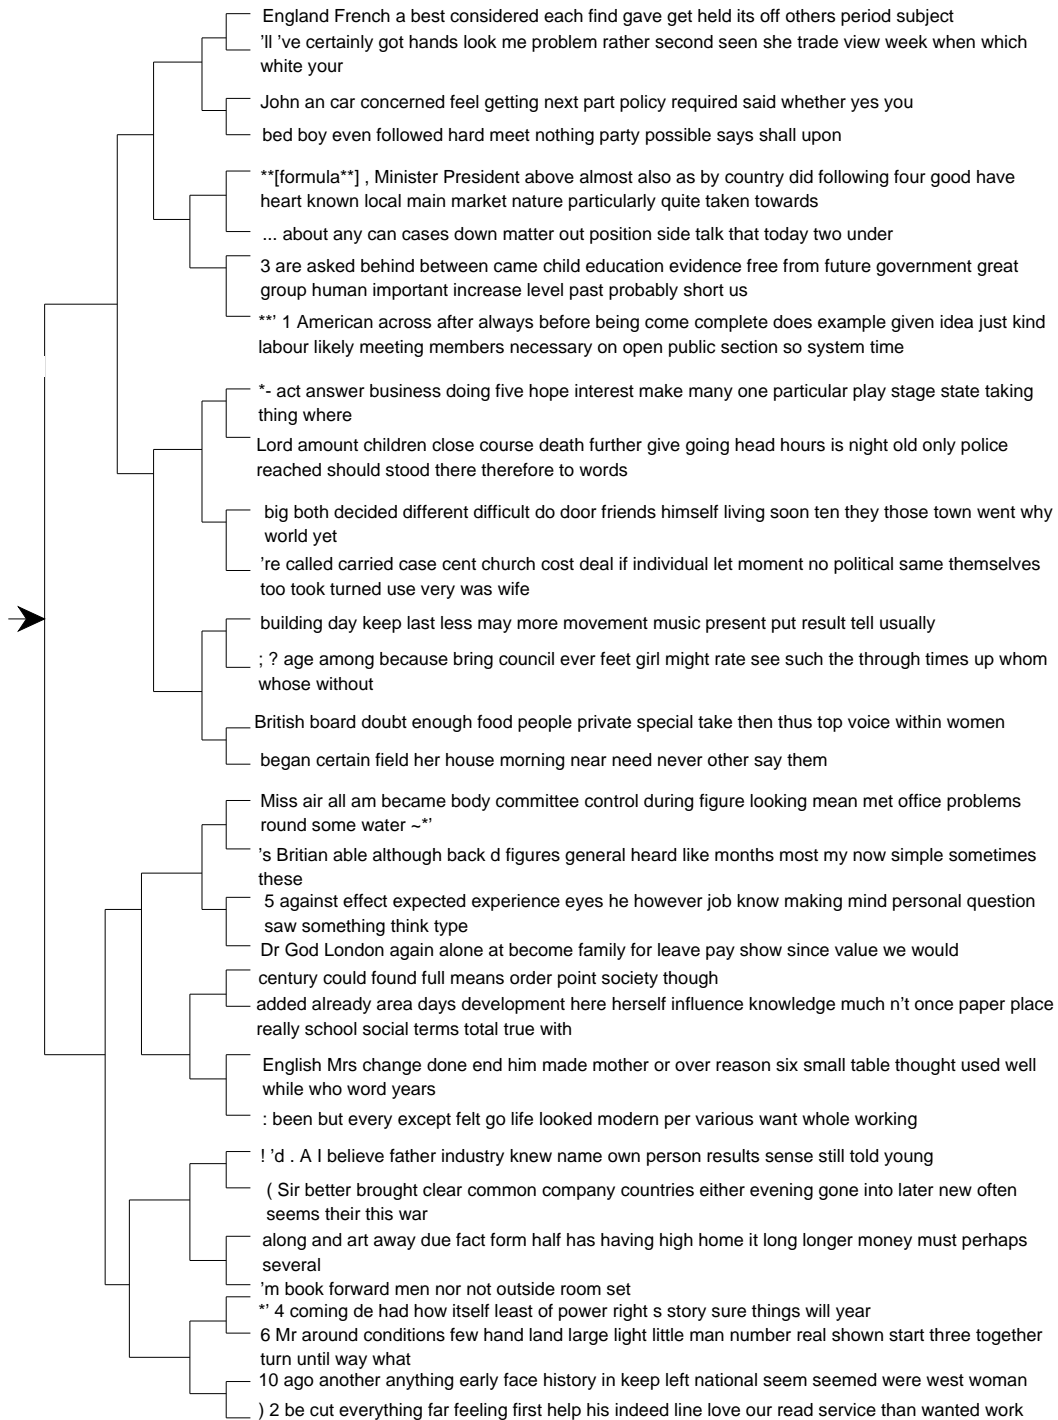 England French a best considered each find gave get held its off others period subject
’ll ’ve certainly got hands look me problem rather second seen she trade view week when which
white your
John an car concerned feel getting next part policy required said whether yes you
bed boy even followed hard meet nothing party possible says shall upon
**[formula**] , Minister President above almost also as by country did following four good have
heart known local main market nature particularly quite taken towards
... about any can cases down matter out position side talk that today two under
3 are asked behind between came child education evidence free from future government great
group human important increase level past probably short us
**’ 1 American across after always before being come complete does example given idea just kind
labour likely meeting members necessary on open public section so system time
*- act answer business doing five hope interest make many one particular play stage state taking
thing where
Lord amount children close course death further give going head hours is night old only police
reached should stood there therefore to words
big both decided different difficult do door friends himself living soon ten they those town went why
world yet
’re called carried case cent church cost deal if individual let moment no political same themselves
too took turned use very was wife
building day keep last less may more movement music present put result tell usually
; ? age among because bring council ever feet girl might rate see such the through times up whom
whose without
British board doubt enough food people private special take then thus top voice within women
began certain field her house morning near need never other say them
Miss air all am became body committee control during figure looking mean met office problems
round some water ~*’
’s Britian able although back d figures general heard like months most my now simple sometimes
these
5 against effect expected experience eyes he however job know making mind personal question
saw something think type
Dr God London again alone at become family for leave pay show since value we would
century could found full means order point society though
added already area days development here herself influence knowledge much n’t once paper place
really school social terms total true with
English Mrs change done end him made mother or over reason six small table thought used well
while who word years
: been but every except felt go life looked modern per various want whole working
! ’d . A I believe father industry knew name own person results sense still told young
( Sir better brought clear common company countries either evening gone into later new often
seems their this war
along and art away due fact form half has having high home it long longer money must perhaps
several
’m book forward men nor not outside room set
*’ 4 coming de had how itself least of power right s story sure things will year
6 Mr around conditions few hand land large light little man number real shown start three together
turn until way what
10 ago another anything early face history in keep left national seem seemed were west woman
) 2 be cut everything far feeling first help his indeed line love our read service than wanted work